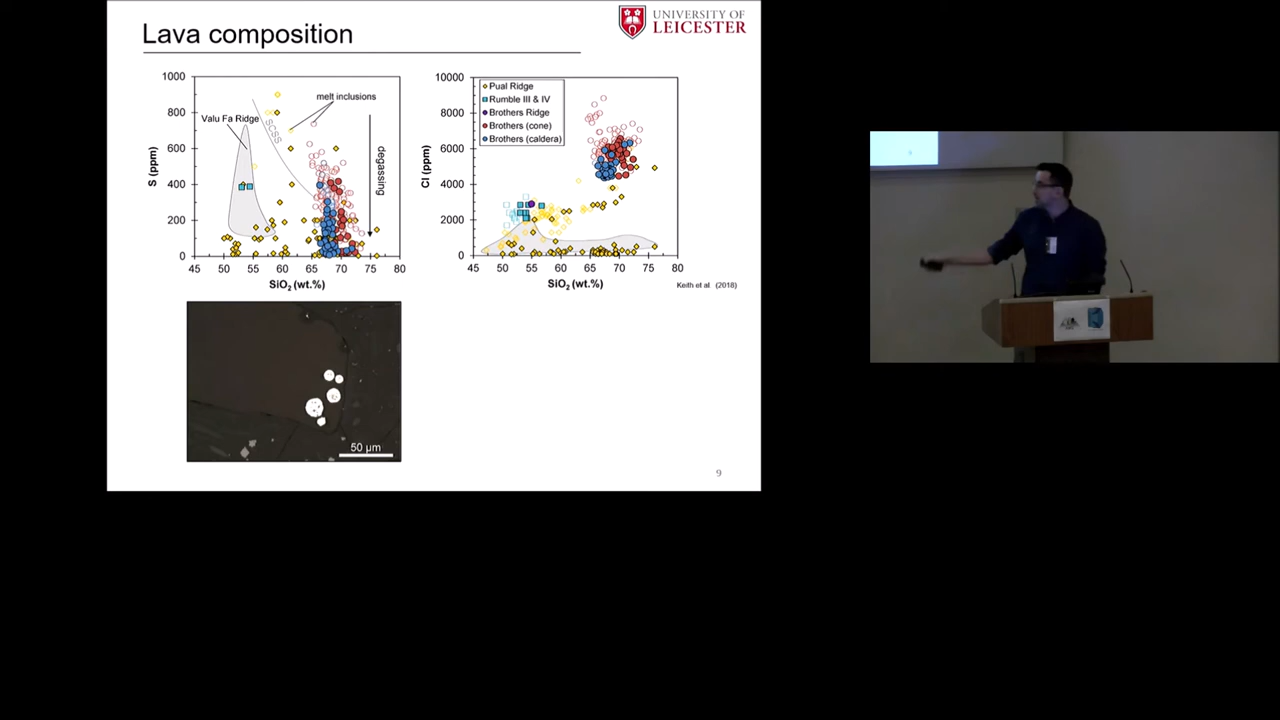 Lava composition
UNIVERSITY OF
LEICESTER
1000
800
600
400
200
0
S (ppm)
Valu Fa Ridge
SCSS
melt inclusions
degassing
45 50 55 60 65 70 75 80
SiO2 (wt.%)
10000
8000
6000
4000
2000
0
Cl (ppm)
Pual Ridge
Rumble III & IV
Brothers Ridge
Brothers (cone)
Brothers (caldera)
45 50 55 60 65 70 75 80
SiO2 (wt.%)
Keith et al (2018)
50 µm
9